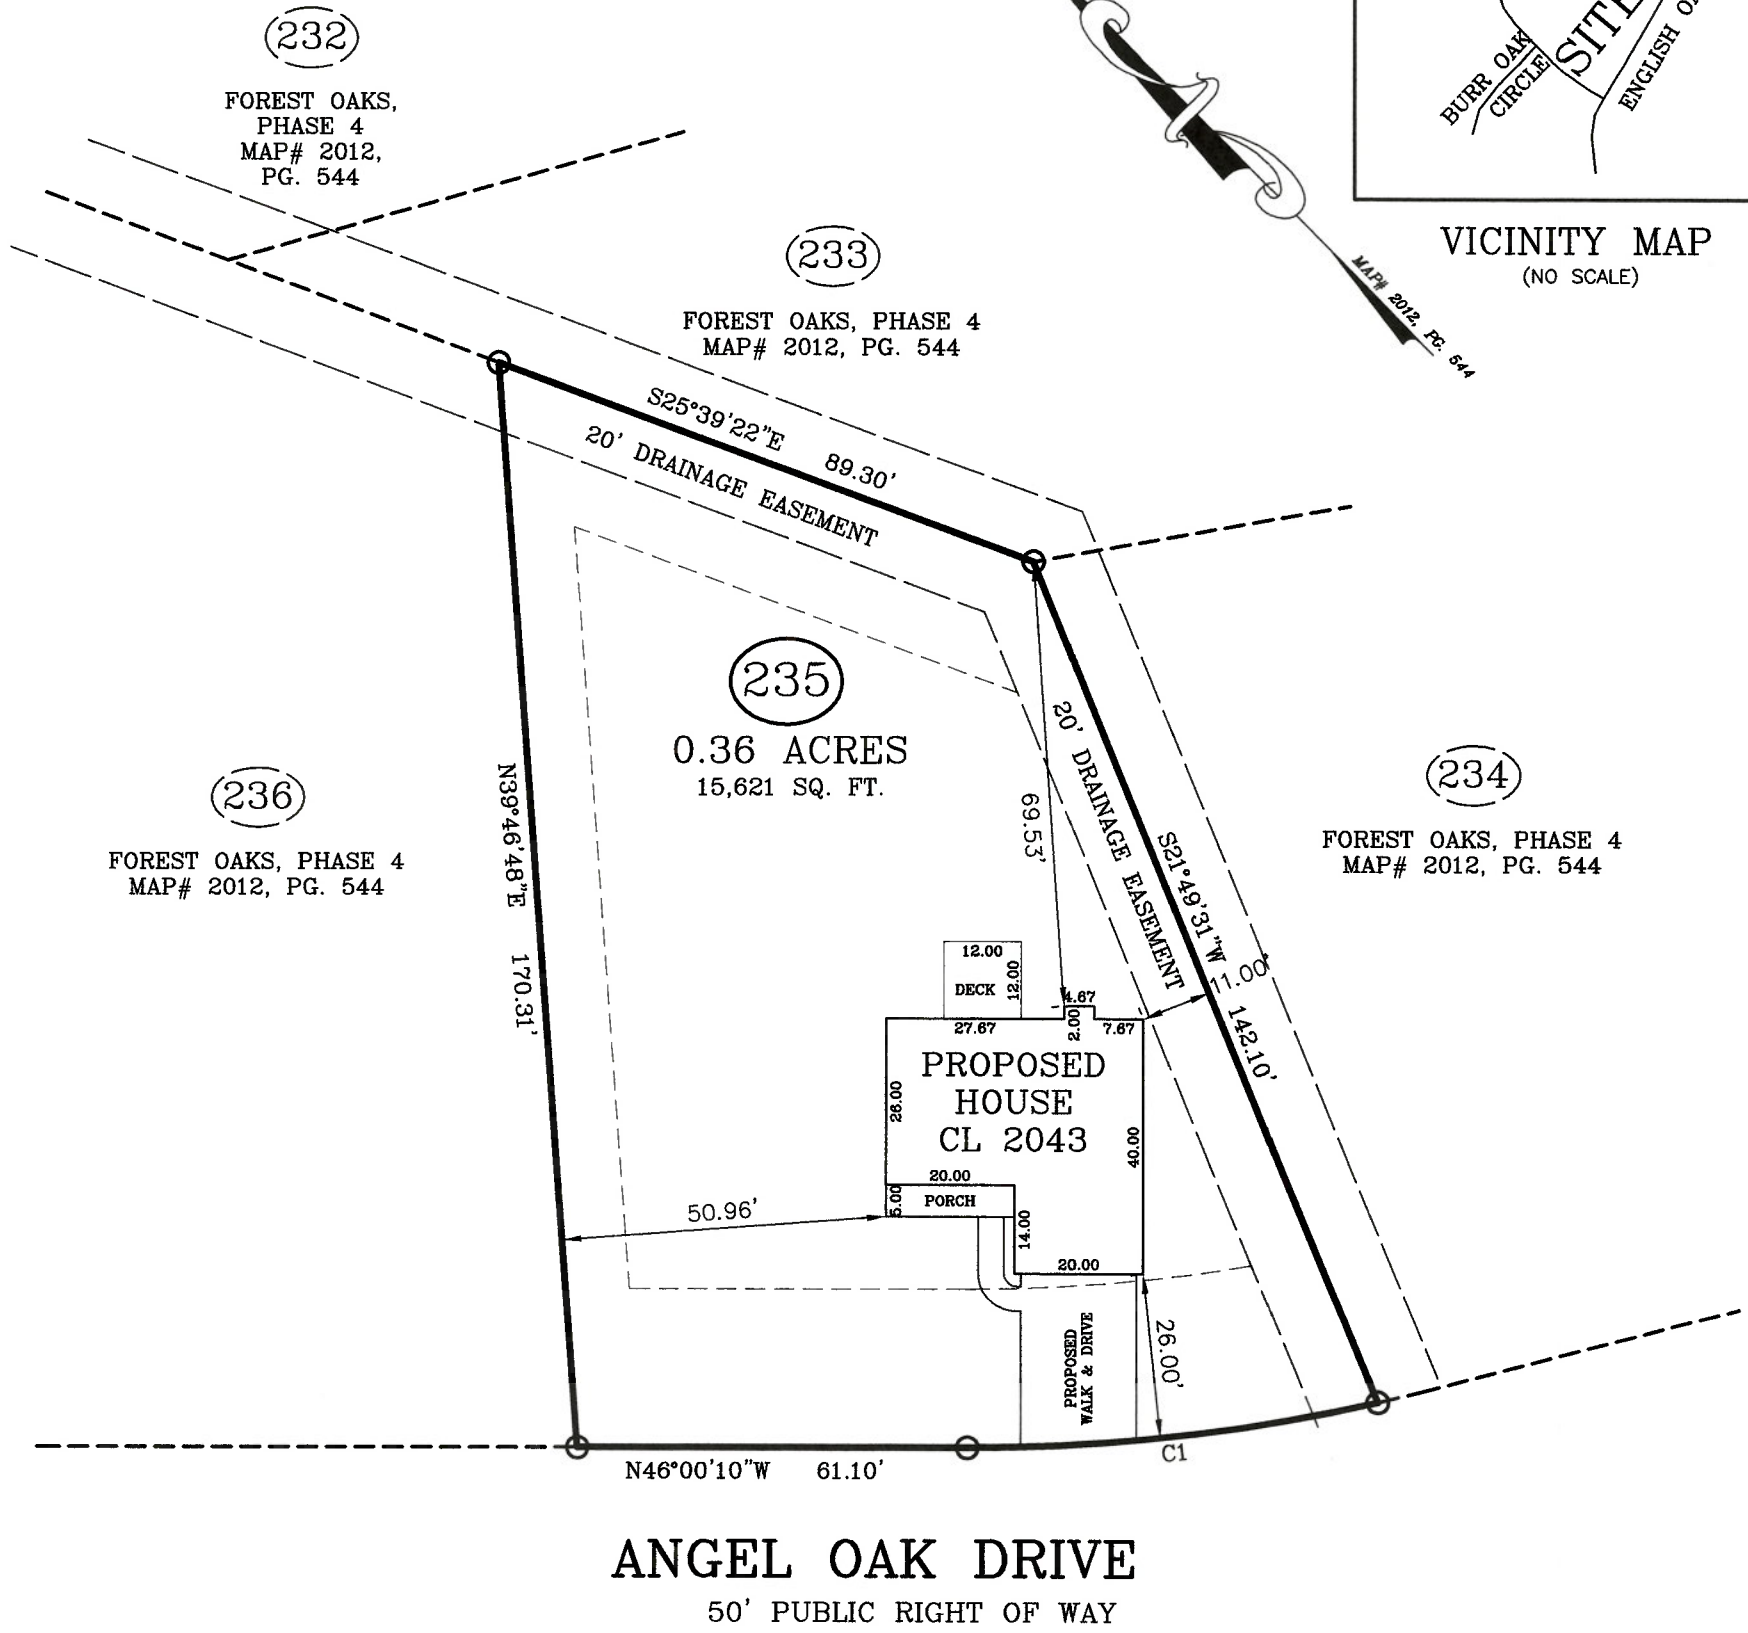 232
FOREST OAKS,
PHASE 4
MAP# 2012,
PG. 544
BURR OAK
CIRCLE
SITE
ENGLISH
VICINITY MAP
(NO SCALE)
MAP# 2012, PG. 544
233
FOREST OAKS, PHASE 4
MAP# 2012, PG. 544
S25°39'22"E 89.30'
20' DRAINAGE EASEMENT
235
0.36 ACRES
15,621 SQ. FT.
236
FOREST OAKS, PHASE 4
MAP# 2012, PG. 544
234
FOREST OAKS, PHASE 4
MAP# 2012, PG. 544
N39°46'48"E 170.31'
69.53'
20' DRAINAGE EASEMENT
S21°49'31"W 142.10'
11.00'
12.00
12.00
DECK
4.67
27.67
2.00
7.67
PROPOSED
HOUSE
CL 2043
26.00
40.00
20.00
5.00
PORCH
14.00
20.00
50.96'
PROPOSED
WALK & DRIVE
26.00'
C1
N46°00'10"W 61.10'
ANGEL OAK DRIVE
50' PUBLIC RIGHT OF WAY